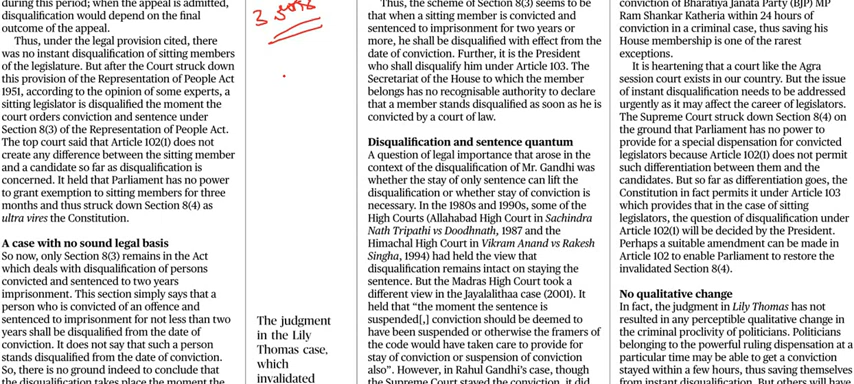 during this period; when the appeal is admitted,
disqualification would depend on the final
outcome of the appeal.
Thus, under the legal provision cited, there
was no instant disqualification of sitting members
of the legislature. But after the Court struck down
this provision of the Representation of People Act
1951, according to the opinion of some experts, a
sitting legislator is disqualified the moment the
court orders conviction and sentence under
Section 8(3) of the Representation of People Act.
The top court said that Article 102(1) does not
create any difference between the sitting member
and a candidate so far as disqualification is
concerned. It held that Parliament has no power
to grant exemption to sitting members for three
months and thus struck down Section 8(4) as
ultra vires the Constitution.
A case with no sound legal basis
So now, only Section 8(3) remains in the Act
which deals with disqualification of persons
convicted and sentenced to two years
imprisonment. This section simply says that a
person who is convicted of an offence and
sentenced to imprisonment for not less than two
years shall be disqualified from the date of
conviction. It does not say that such a person
stands disqualified from the date of conviction.
So, there is no ground indeed to conclude that
the disqualification takes place the moment the
3
The judgment
in the Lily
Thomas case,
which
invalidated
Thus, the scheme of Section 8(3) seems to be
that when a sitting member is convicted and
sentenced to imprisonment for two years or
more, he shall be disqualified with effect from the
date of conviction. Further, it is the President
who shall disqualify him under Article 103. The
Secretariat of the House to which the member
belongs has no recognisable authority to declare
that a member stands disqualified as soon as he is
convicted by a court of law.
Disqualification and sentence quantum
A question of legal importance that arose in the
context of the disqualification of Mr. Gandhi was
whether the stay of only sentence can lift the
disqualification or whether stay of conviction is
necessary. In the 1980s and 1990s, some of the
High Courts (Allahabad High Court in Sachindra
Nath Tripathi vs Doodhnath, 1987 and the
Himachal High Court in Vikram Anand vs Rakesh
Singha, 1994) had held the view that
disqualification remains intact on staying the
sentence. But the Madras High Court took a
different view in the Jayalalithaa case (2001). It
held that “the moment the sentence is
suspended[,] conviction should be deemed to
have been suspended or otherwise the framers of
the code would have taken care to provide for
stay of conviction or suspension of conviction
also”. However, in Rahul Gandhi’s case, though
the Supreme Court stayed the conviction, it did
conviction of Bharatiya Janata Party (BJP) MP
Ram Shankar Katheria within 24 hours of
conviction in a criminal case, thus saving his
House membership is one of the rarest
exceptions.
It is heartening that a court like the Agra
session court exists in our country. But the issue
of instant disqualification needs to be addressed
urgently as it may affect the career of legislators.
The Supreme Court struck down Section 8(4) on
the ground that Parliament has no power to
provide for a special dispensation for convicted
legislators because Article 102(1) does not permit
such differentiation between them and the
candidates. But so far as differentiation goes, the
Constitution in fact permits it under Article 103
which provides that in the case of sitting
legislators, the question of disqualification under
Article 102(1) will be decided by the President.
Perhaps a suitable amendment can be made in
Article 102 to enable Parliament to restore the
invalidated Section 8(4).
No qualitative change
In fact, the judgment in Lily Thomas has not
resulted in any perceptible qualitative change in
the criminal proclivity of politicians. Politicians
belonging to the powerful ruling dispensation at a
particular time may be able to get a conviction
stayed within a few hours, thus saving themselves
from instant disqualification. But others will have